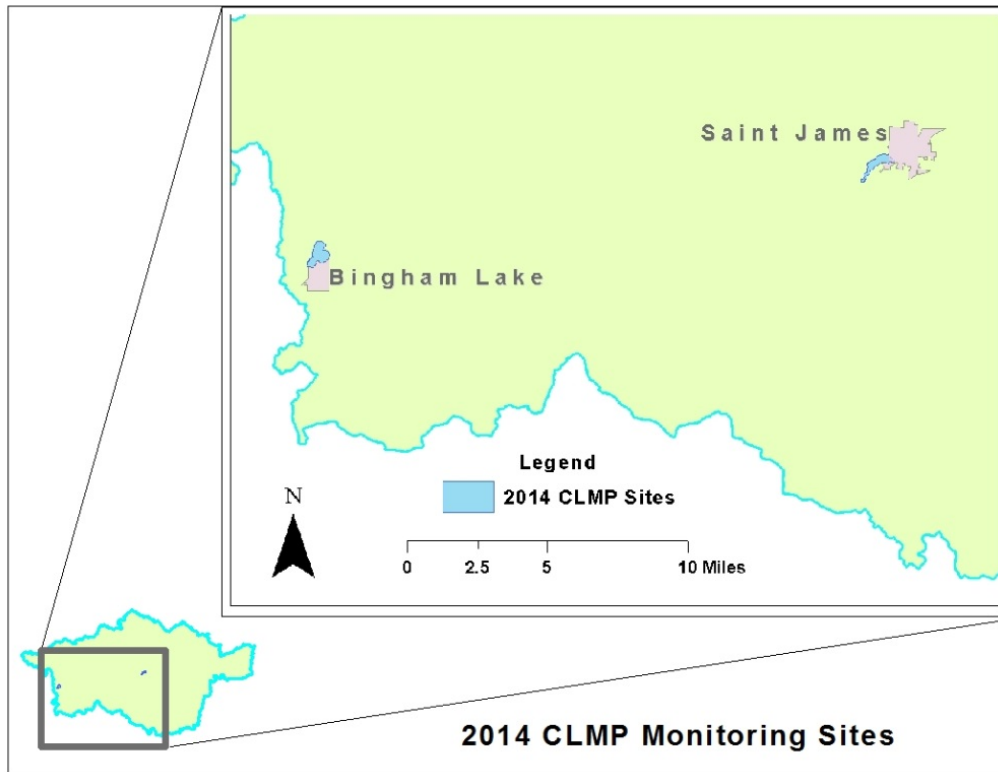 Saint James
Bingham Lake
Legend
2014 CLMP Sites
N
0 2.5 5 10 Miles
2014 CLMP Monitoring Sites